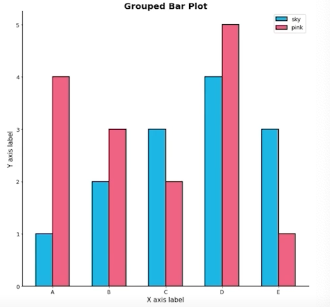 Grouped Bar Plot
sky
pink
5
4
3
2
1
0
Y axis label
A B C D E
X axis label